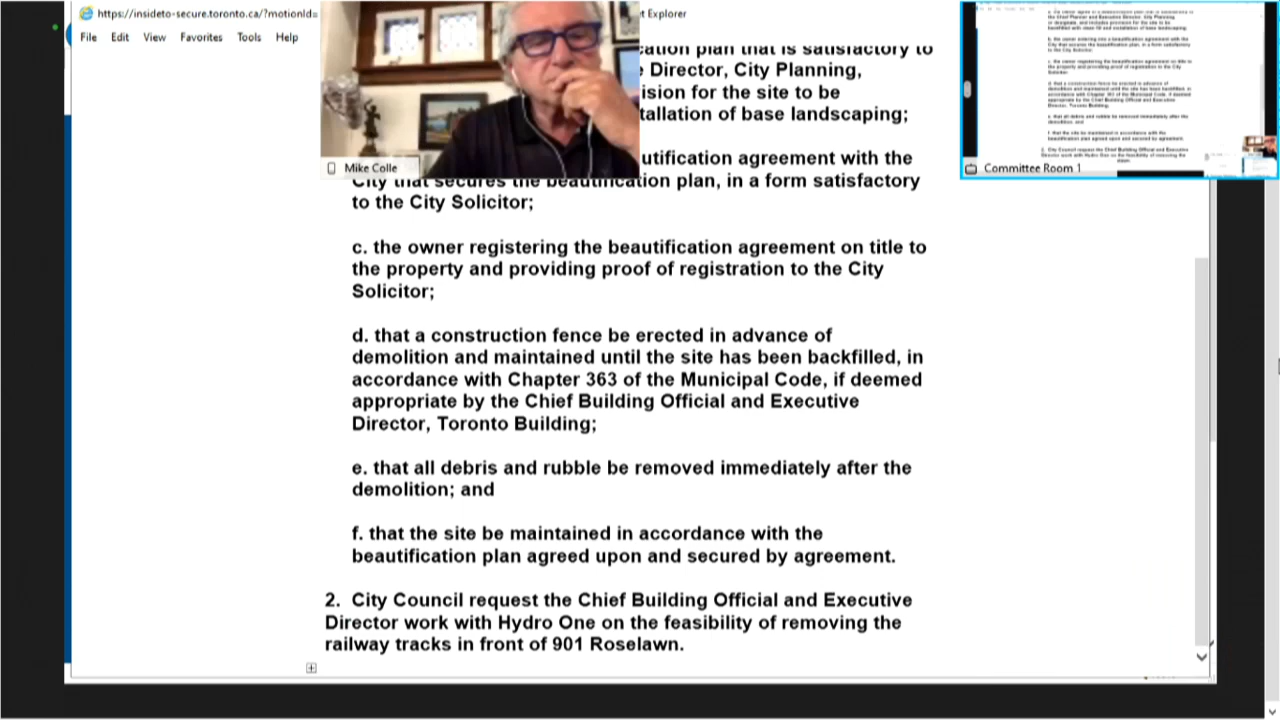 https://insideto-secure.toronto.ca/?motionId=
t Explorer
File Edit View Favorites Tools Help
cation plan that is satisfactory to
Director, City Planning,
ision for the site to be
tallation of base landscaping;
utification agreement with the
City that secures the beautification plan, in a form satisfactory
to the City Solicitor;
c. the owner registering the beautification agreement on title to
the property and providing proof of registration to the City
Solicitor;
d. that a construction fence be erected in advance of
demolition and maintained until the site has been backfilled, in
accordance with Chapter 363 of the Municipal Code, if deemed
appropriate by the Chief Building Official and Executive
Director, Toronto Building;
e. that all debris and rubble be removed immediately after the
demolition; and
f. that the site be maintained in accordance with the
beautification plan agreed upon and secured by agreement.
2. City Council request the Chief Building Official and Executive
Director work with Hydro One on the feasibility of removing the
railway tracks in front of 901 Roselawn.
Mike Colle
Committee Room 1